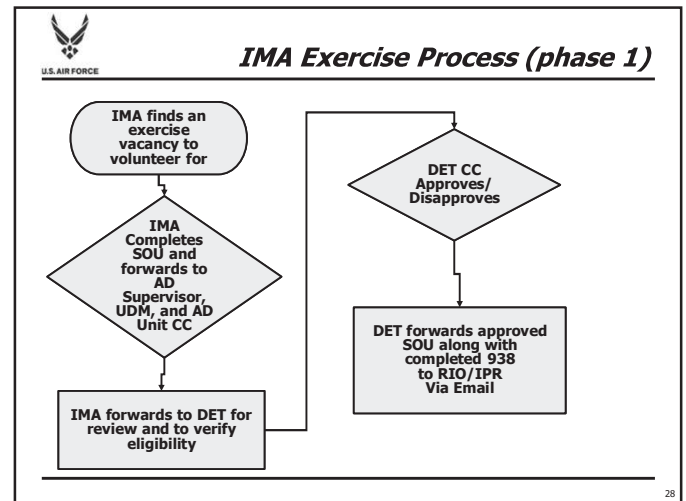 U.S. AIR FORCE
IMA Exercise Process (phase 1)
IMA finds an
exercise
vacancy to
volunteer for
IMA
Completes
SOU and
forwards to
AD
Supervisor,
UDM, and AD
Unit CC
IMA forwards to DET for
review and to verify
eligibility
DET CC
Approves/
Disapproves
DET forwards approved
SOU along with
completed 938
to RIO/IPR
Via Email
28